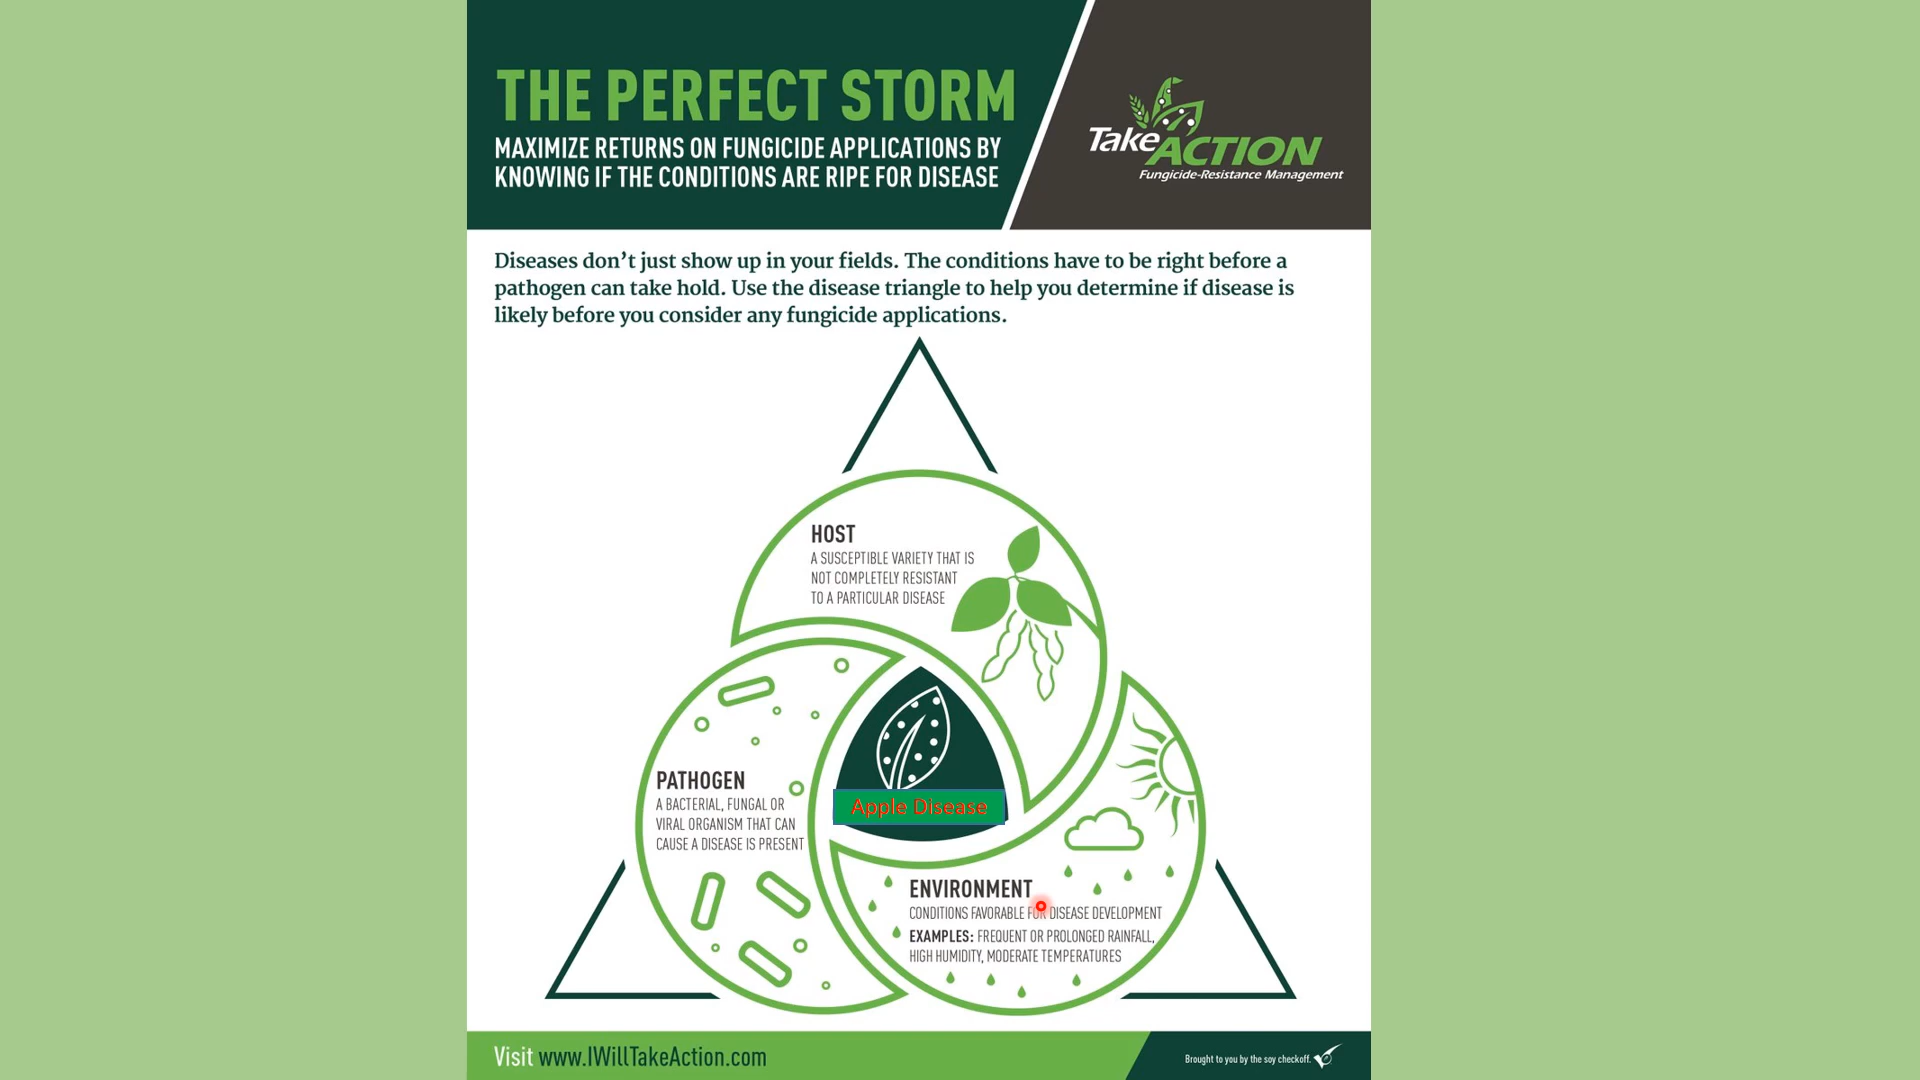 THE PERFECT STORM
MAXIMIZE RETURNS ON FUNGICIDE APPLICATIONS BY
KNOWING IF THE CONDITIONS ARE RIPE FOR DISEASE
Take ACTION
Fungicide-Resistance Management
Diseases don’t just show up in your fields. The conditions have to be right before a
pathogen can take hold. Use the disease triangle to help you determine if disease is
likely before you consider any fungicide applications.
HOST
A SUSCEPTIBLE VARIETY THAT IS
NOT COMPLETELY RESISTANT
TO A PARTICULAR DISEASE
PATHOGEN
A BACTERIAL, FUNGAL OR
VIRAL ORGANISM THAT CAN
CAUSE A DISEASE IS PRESENT
Apple Disease
ENVIRONMENT
CONDITIONS FAVORABLE FOR DISEASE DEVELOPMENT
EXAMPLES: FREQUENT OR PROLONGED RAINFALL,
HIGH HUMIDITY, MODERATE TEMPERATURES
Visit www.IWillTakeAction.com
Brought to you by the soy checkoff.